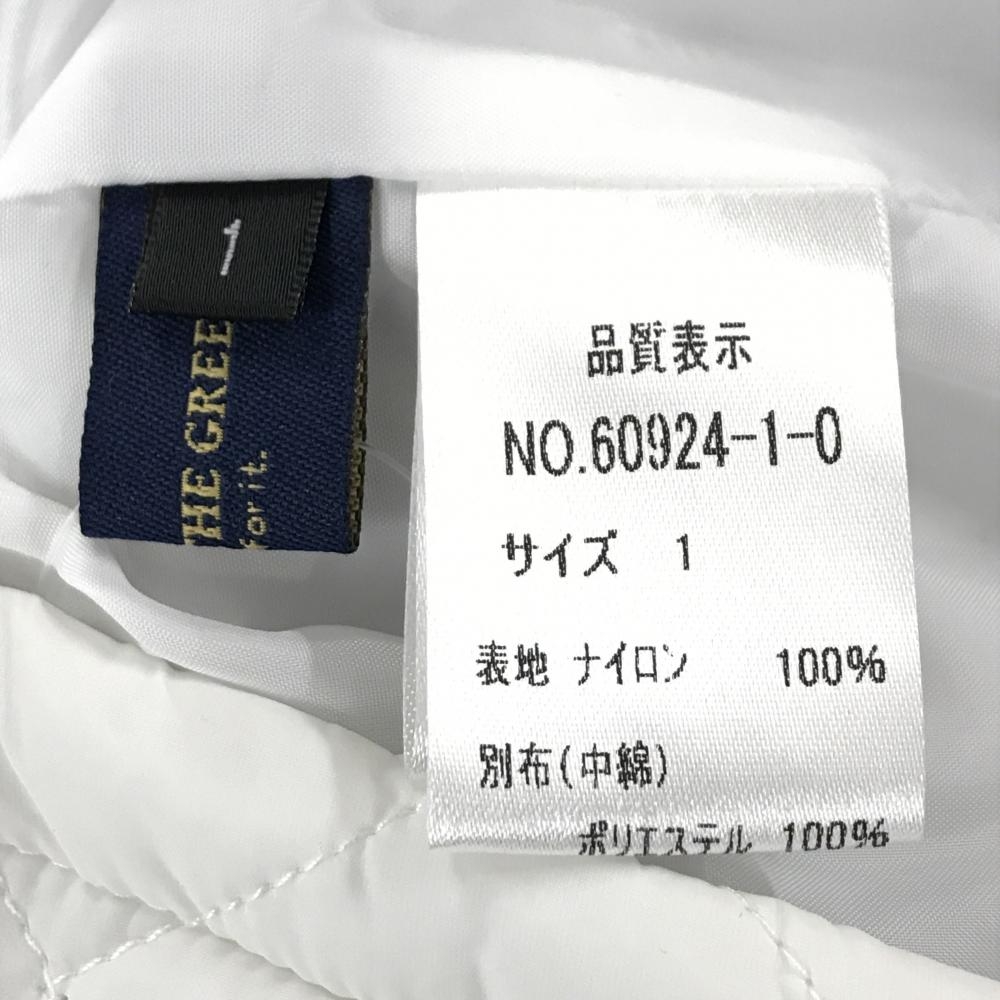 1
THE GREE
for it.
品質表示
NO.60924-1-0
サイズ 1
表地 ナイロン 100%
別布(中綿)
ポリエステル 100%